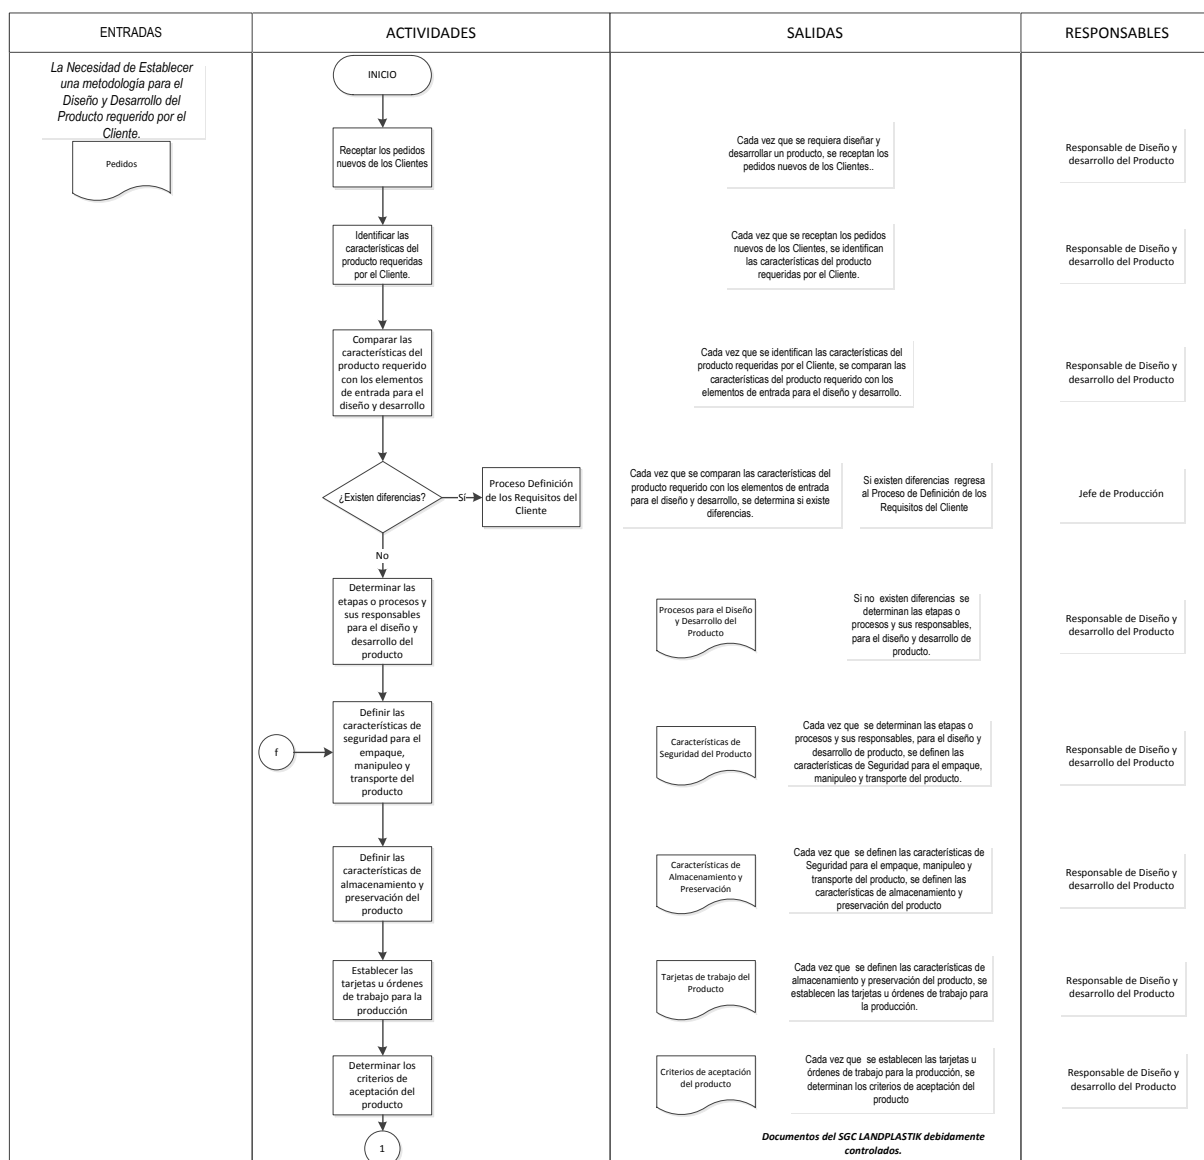 ENTRADAS
ACTIVIDADES
SALIDAS
RESPONSABLES
La Necesidad de Establecer
una metodología para el
Diseño y Desarrollo del
Producto requerido por el
Cliente.
Pedidos
INICIO
Receptar los pedidos
nuevos de los Clientes
Cada vez que se requiera diseñar y
desarrollar un producto, se receptan los
pedidos nuevos de los Clientes..
Responsable de Diseño y
desarrollo del Producto
Identificar las
características del
producto requeridas
por el Cliente.
Cada vez que se receptan los pedidos
nuevos de los Clientes, se identifican
las características del producto
requeridas por el Cliente.
Responsable de Diseño y
desarrollo del Producto
Comparar las
características del
producto requerido
con los elementos
de entrada para el
diseño y desarrollo
Cada vez que se identifican las características del
producto requeridas por el Cliente, se comparan las
características del producto requerido con los
elementos de entrada para el diseño y desarrollo.
Responsable de Diseño y
desarrollo del Producto
¿Existen diferencias?
Sí
Proceso Definición
de los Requisitos del
Cliente
Cada vez que se comparan las características del
producto requerido con los elementos de entrada
para el diseño y desarrollo, se determina si existe
diferencias.
Si existen diferencias regresa
al Proceso de Definición de los
Requisitos del Cliente
Jefe de Producción
No
Determinar las
etapas o procesos y
sus responsables
para el diseño y
desarrollo del
producto
Procesos para el Diseño
y Desarrollo del
Producto
Si no existen diferencias se
determinan las etapas o
procesos y sus responsables,
para el diseño y desarrollo de
producto.
Responsable de Diseño y
desarrollo del Producto
f
Definir las
características de
seguridad para el
empaque,
manipuleo y
transporte del
producto
Características de
Seguridad del Producto
Cada vez que se determinan las etapas o
procesos y sus responsables, para el diseño y
desarrollo de producto, se definen las
características de Seguridad para el empaque,
manipuleo y transporte del producto.
Responsable de Diseño y
desarrollo del Producto
Definir las
características de
almacenamiento y
preservación del
producto
Características de
Almacenamiento y
Preservación
Cada vez que se definen las características de
Seguridad para el empaque, manipuleo y
transporte del producto, se definen las
características de almacenamiento y
preservación del producto
Responsable de Diseño y
desarrollo del Producto
Establecer las
tarjetas u órdenes
de trabajo para la
producción
Tarjetas de trabajo del
Producto
Cada vez que se definen las características de
almacenamiento y preservación del producto, se
establecen las tarjetas u órdenes de trabajo para
la producción.
Responsable de Diseño y
desarrollo del Producto
Determinar los
criterios de
aceptación del
producto
Criterios de aceptación
del producto
Cada vez que se establecen las tarjetas u
órdenes de trabajo para la producción, se
determinan los criterios de aceptación del
producto
Responsable de Diseño y
desarrollo del Producto
1
Documentos del SGC LANDPLASTIK debidamente
controlados.